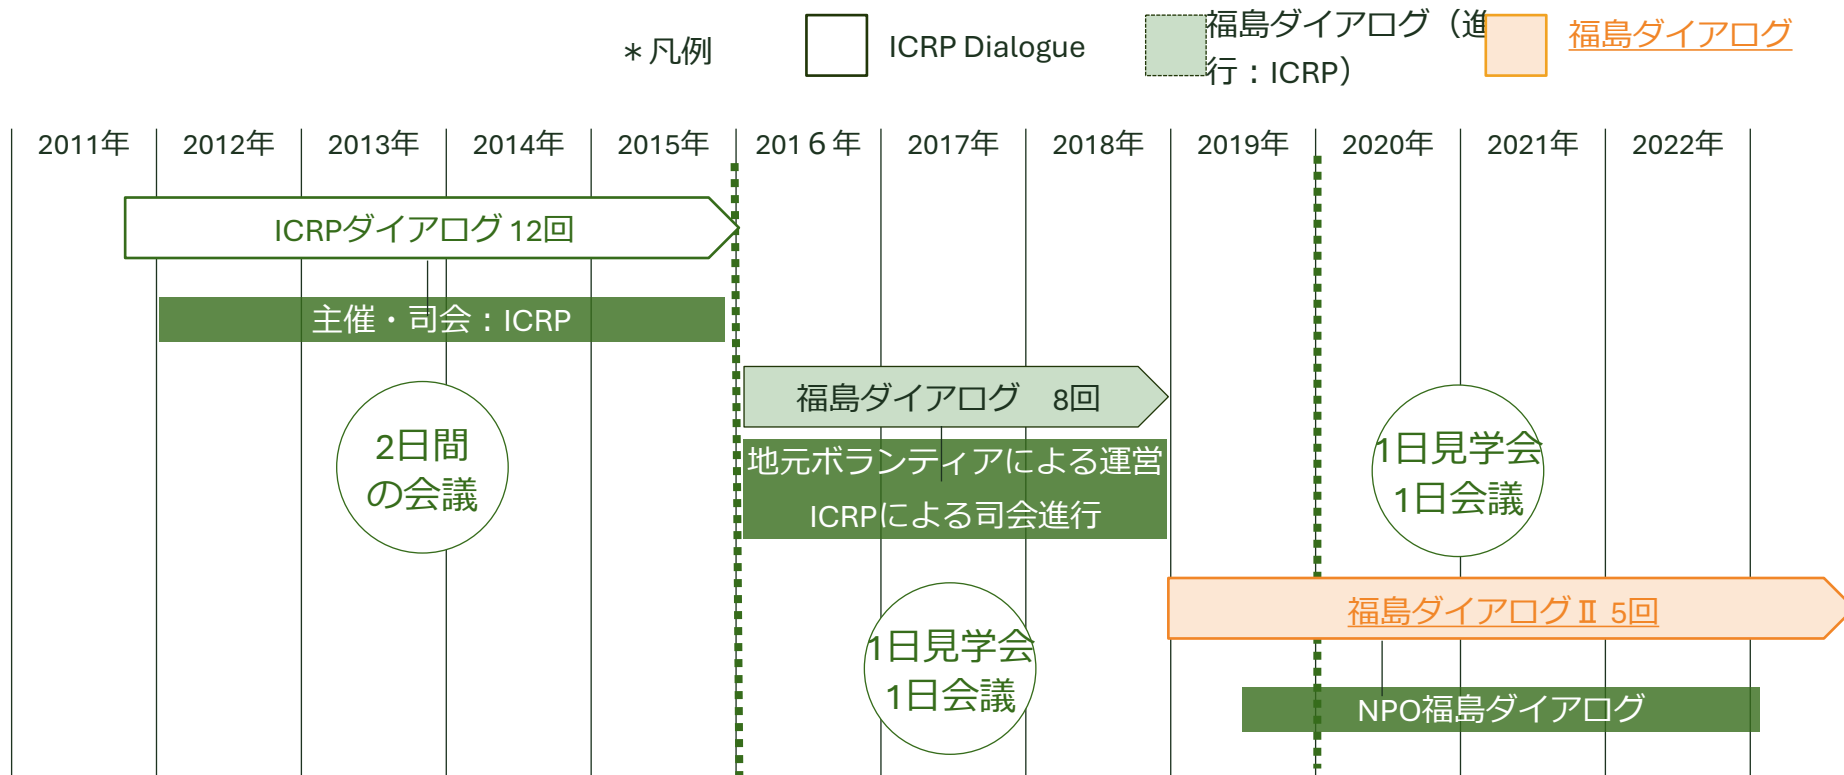 ＊凡例
ICRP Dialogue
福島ダイアログ（進
行：ICRP）
福島ダイアログ
2011年
2012年
2013年
2014年
2015年
201６年
2017年
2018年
2019年
2020年
2021年
2022年
ICRPダイアログ 12回
主催・司会：ICRP
2日間
の会議
福島ダイアログ　8回
地元ボランティアによる運営
ICRPによる司会進行
1日見学会
1日会議
1日見学会
1日会議
福島ダイアログⅡ 5回
NPO福島ダイアログ